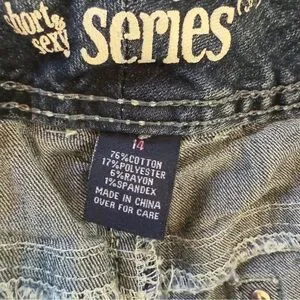 short &
sexy
series
14
76%COTTON
17%POLYESTER
6%RAYON
1%SPANDEX
MADE IN CHINA
OVER FOR CARE